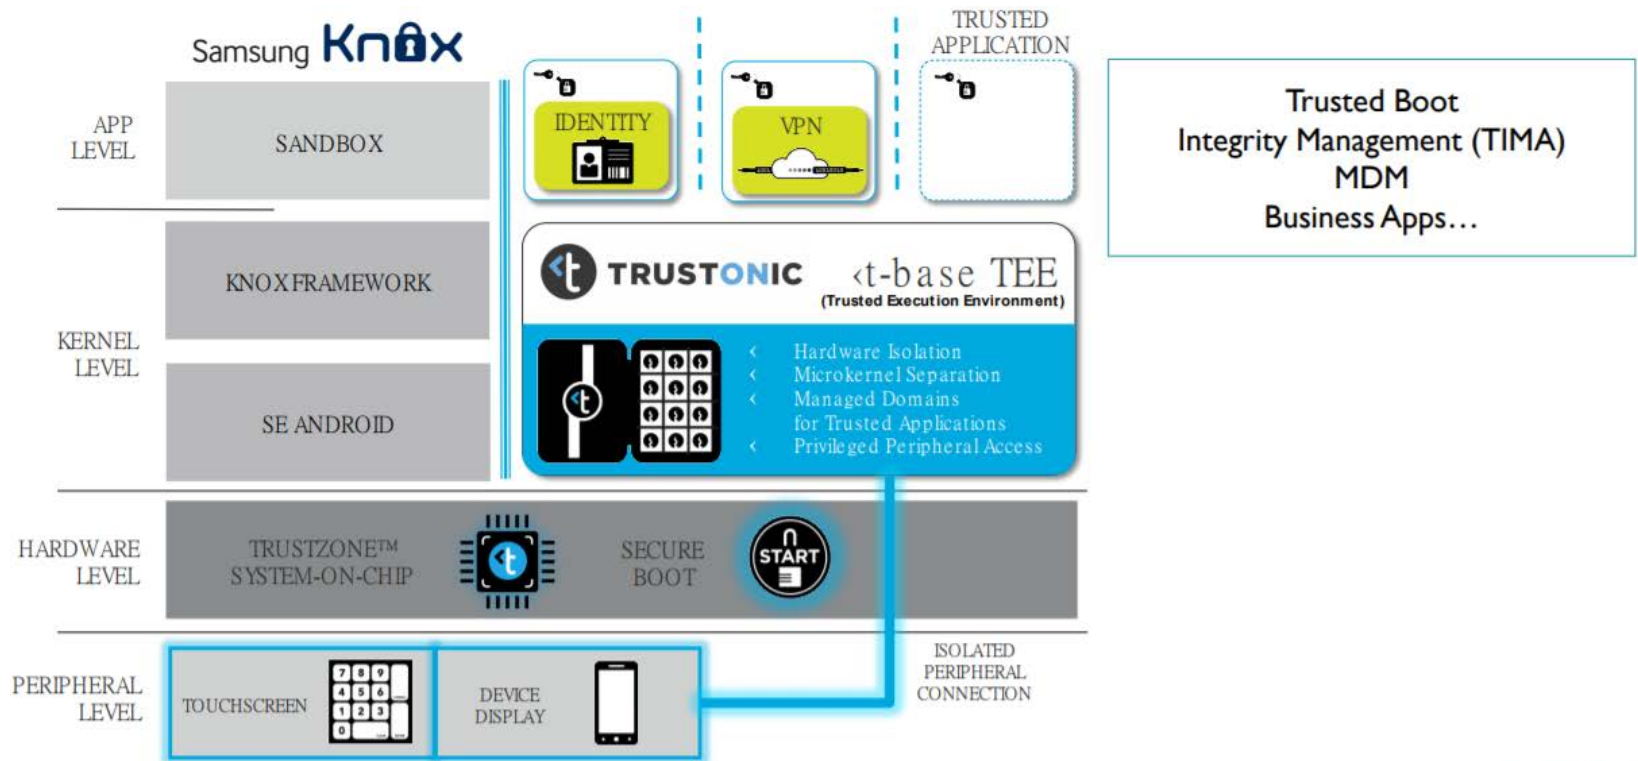 Samsung Knox
TRUSTED
APPLICATION
APP
LEVEL
SANDBOX
IDENTITY
VPN
Trusted Boot
Integrity Management (TIMA)
MDM
Business Apps...
KERNEL
LEVEL
KNOX FRAMEWORK
SE ANDROID
TRUSTONIC
‹t-base TEE
(Trusted Execution Environment)
‹ Hardware Isolation
‹ Microkernel Separation
‹ Managed Domains
for Trusted Applications
‹ Privileged Peripheral Access
HARDWARE
LEVEL
TRUSTZONE™
SYSTEM-ON-CHIP
‹t
SECURE
BOOT
START
PERIPHERAL
LEVEL
TOUCHSCREEN
7 8 9
4 5 6
1 2 3
0
DEVICE
DISPLAY
ISOLATED
PERIPHERAL
CONNECTION